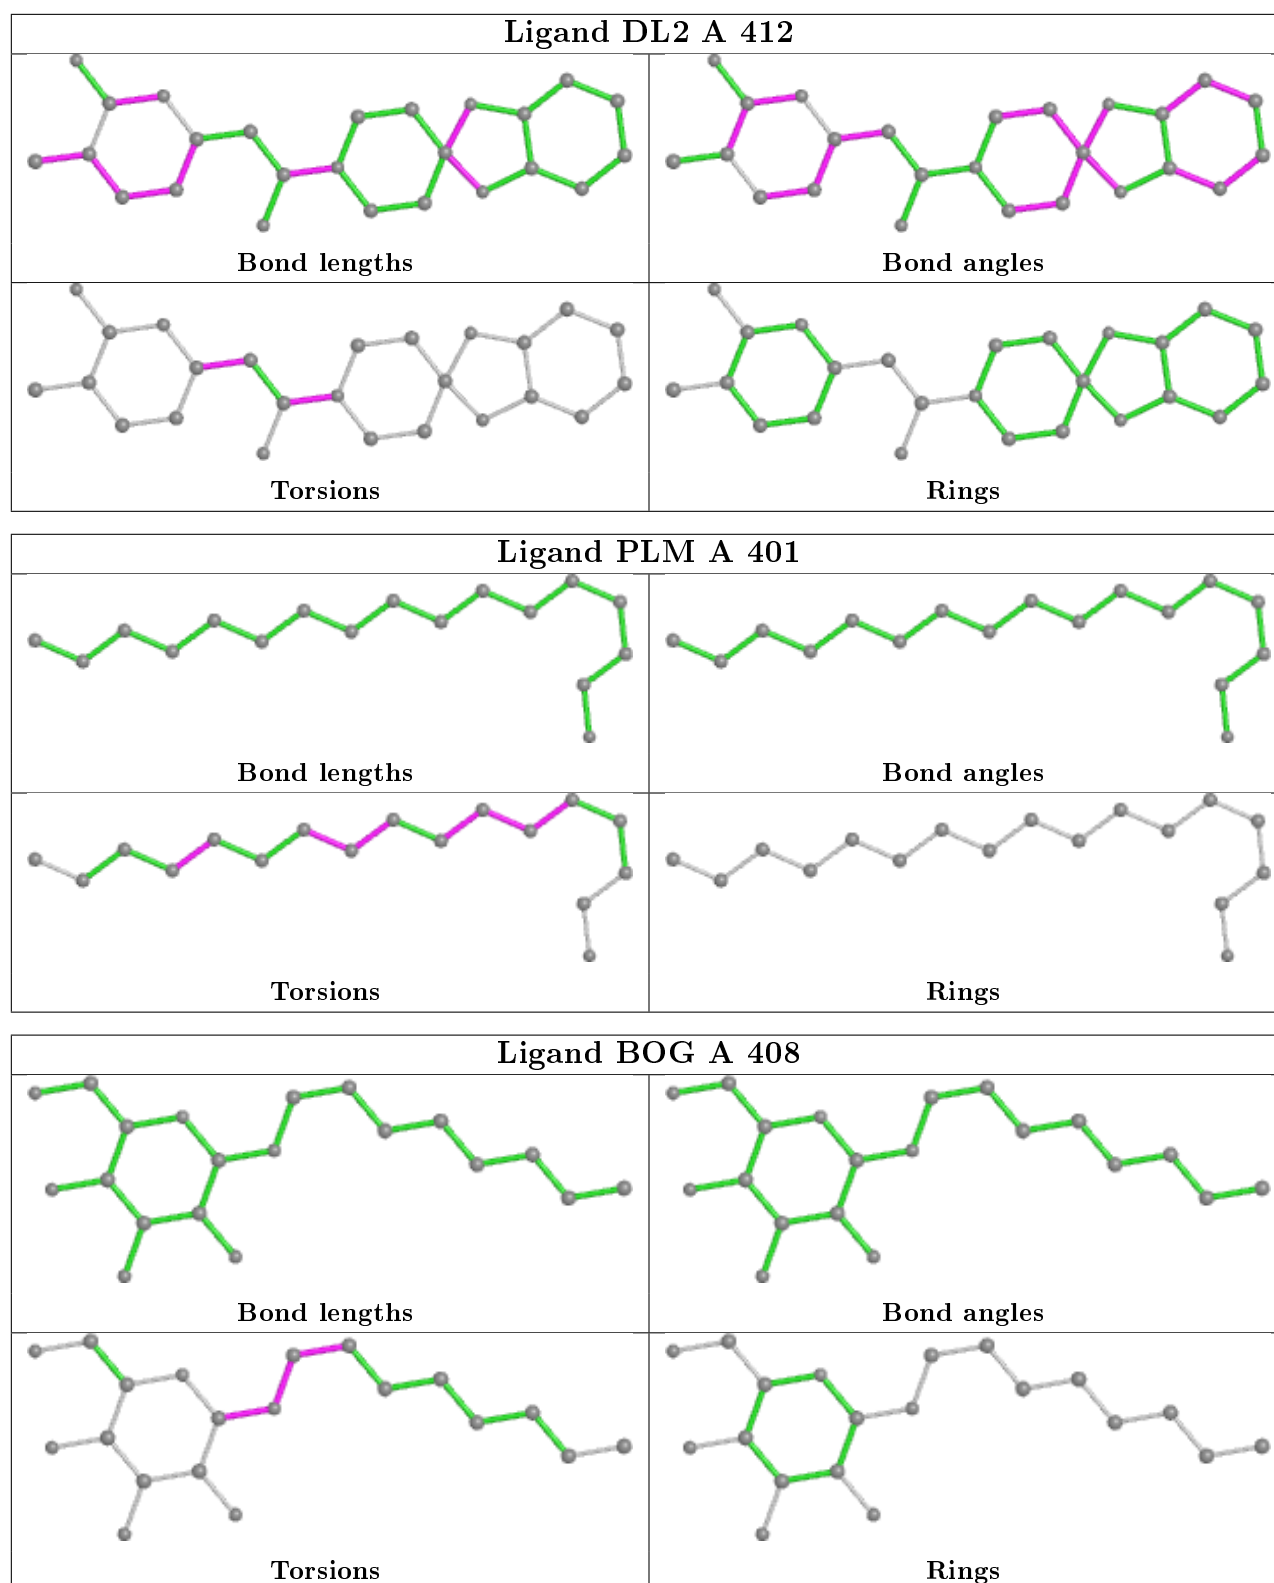 Ligand DL2 A 412
Bond lengths
Bond angles
Torsions
Rings
Ligand PLM A 401
Bond lengths
Bond angles
Torsions
Rings
Ligand BOG A 408
Bond lengths
Bond angles
Torsions
Rings